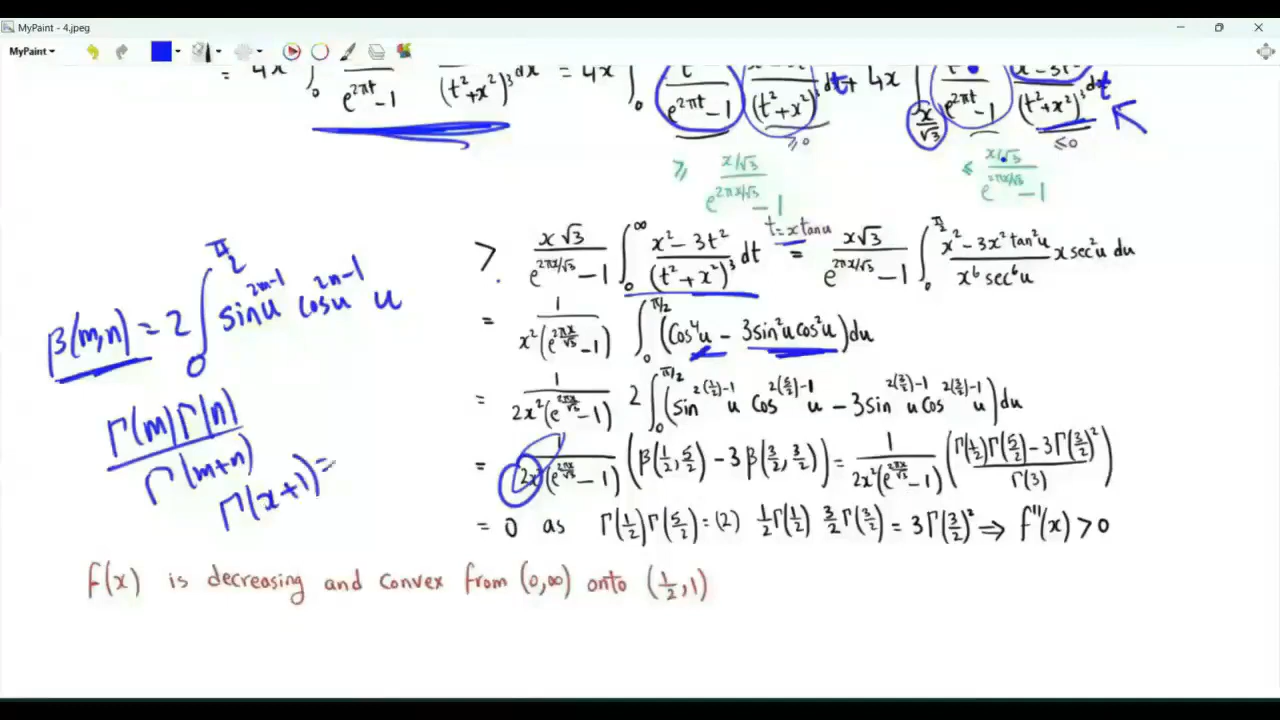 MyPaint - 4.jpeg
MyPaint
= 4x ∫₀ t/(e^{2πt} - 1) (t²+x²)³ dx = 4x ∫₀ t/(e^{2πt} - 1) (t²+x²)³ dt + 4x ∫_{x/√3} t/(e^{2πt} - 1) x² - 3t²/(t²+x²)³ dt
≥0 ≤0
≥ (x/√3)/(e^{2πx/√3} - 1) ≤ (x/√3)/(e^{2πx/√3} - 1)
> x√3/(e^{2πx/√3} - 1) ∫₀^∞ (x² - 3t²)/(t²+x²)³ dt t = x tan u = x√3/(e^{2πx/√3} - 1) ∫₀^{π/2} (x² - 3x² tan² u)/(x⁶ sec⁶ u) x sec² u du
β(m,n) = 2 ∫₀^{π/2} sin u^{2m-1} cos u^{2n-1} u
= 1/(x²(e^{2πx/√3} - 1)) ∫₀^{π/2} (cos⁴u - 3sin²u cos²u) du
= 1/(2x²(e^{2πx/√3} - 1)) 2 ∫₀^{π/2} (sin^{2(1/2)-1} u cos^{2(5/2)-1} u - 3 sin^{2(3/2)-1} u cos^{2(3/2)-1} u) du
Γ(m)Γ(n)/Γ(m+n)
= 1/(2x²(e^{2πx/√3} - 1)) (β(1/2, 5/2) - 3β(3/2, 3/2)) = 1/(2x²(e^{2πx/√3} - 1)) ((Γ(1/2)Γ(5/2) - 3Γ(3/2)²)/Γ(3))
Γ(x+1) =
= 0 as Γ(1/2)Γ(5/2) = (2) 1/2 Γ(1/2) 3/2 Γ(3/2) = 3Γ(3/2)² ⇒ f''(x) > 0
f(x) is decreasing and convex from (0,∞) onto (1/2, 1)